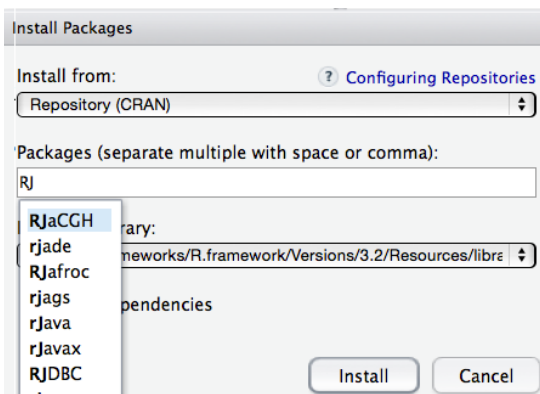 Install Packages
Install from:
? Configuring Repositories
Repository (CRAN)
Packages (separate multiple with space or comma):
RJ
RJaCGH
rary:
rjade
meworks/R.framework/Versions/3.2/Resources/libra
RJafroc
rjags
pendencies
rJava
rJavax
RJDBC
Install Cancel